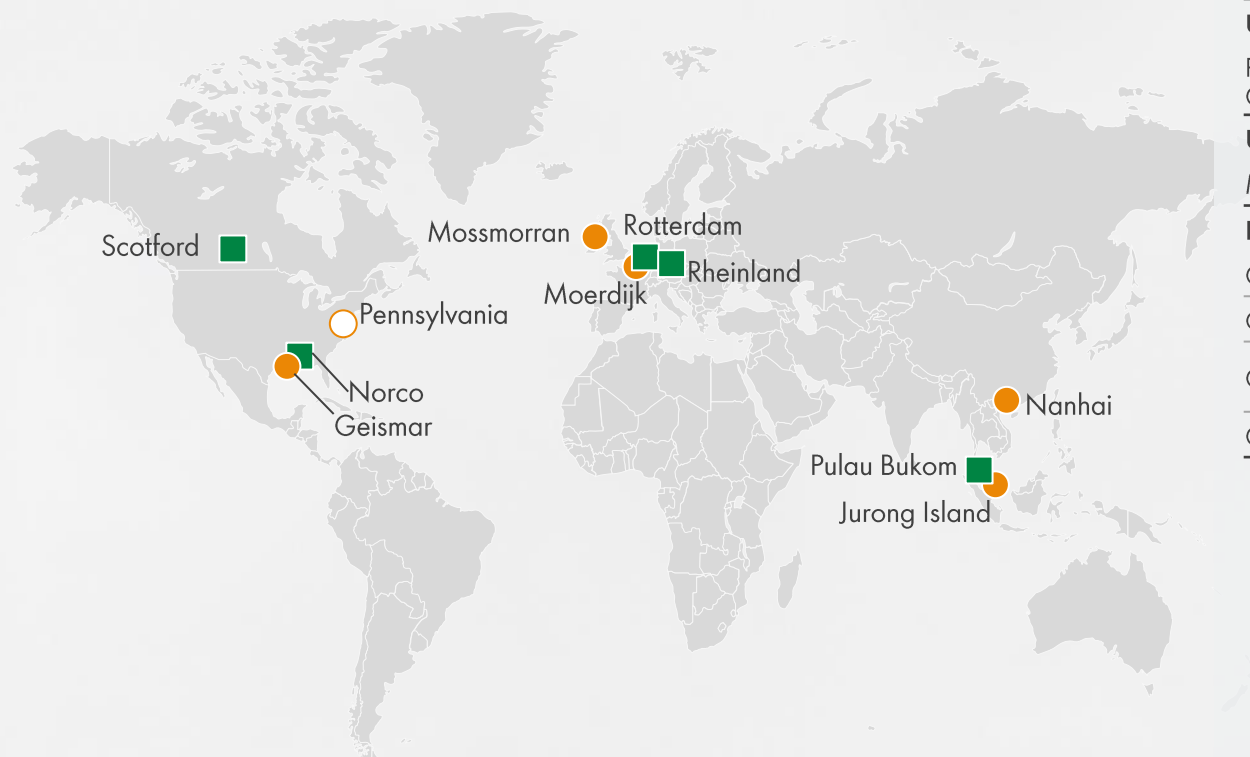 Mossmorran
Rotterdam
Scotford
Rheinland
Moerdijk
Pennsylvania
Norco
Nanhai
Geismar
Pulau Bukom
Jurong Island